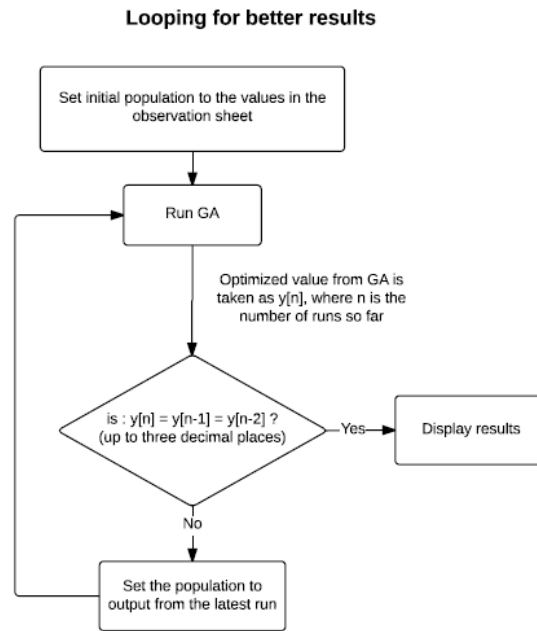 Looping for better results
Set initial population to the values in the
observation sheet
Run GA
Optimized value from GA is
taken as y[n], where n is the
number of runs so far
is : y[n] = y[n-1] = y[n-2] ?
(up to three decimal places)
Yes
Display results
No
Set the population to
output from the latest run